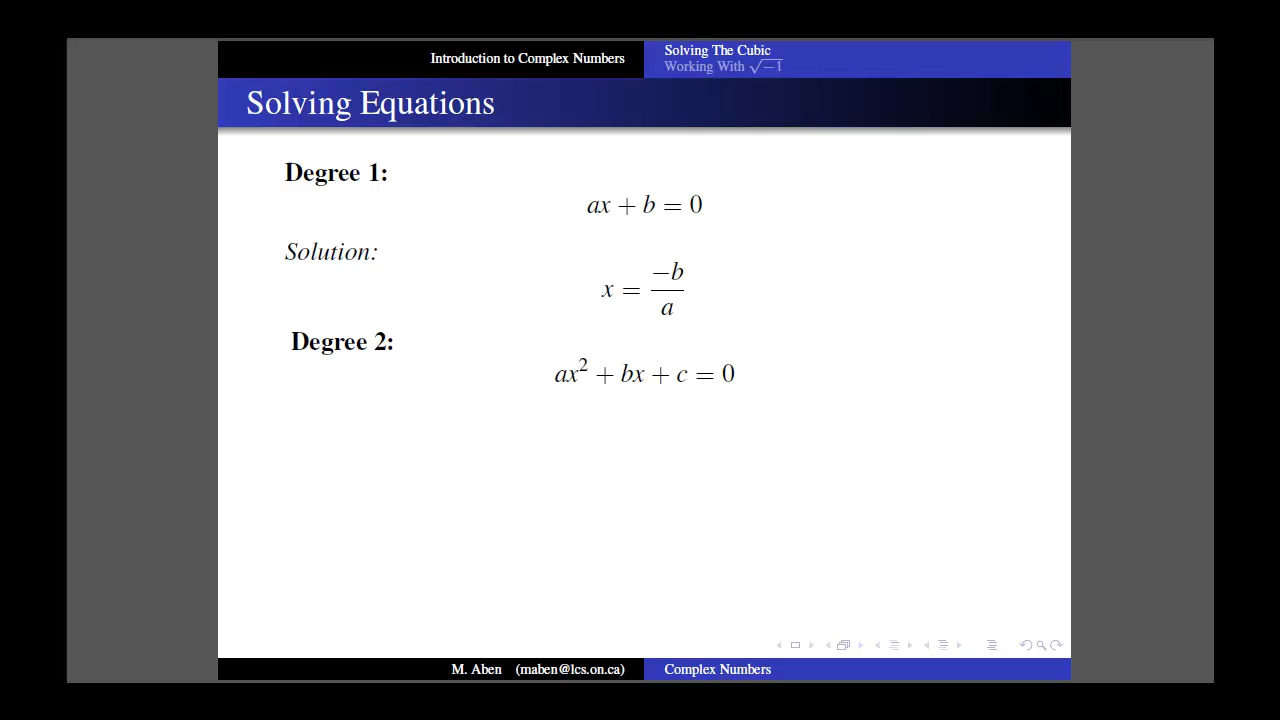 Introduction to Complex Numbers
Solving The Cubic
Working With √−1
Solving Equations
Degree 1:
ax + b = 0
Solution:
x = −b/a
Degree 2:
ax² + bx + c = 0
M. Aben (maben@lcs.on.ca)
Complex Numbers